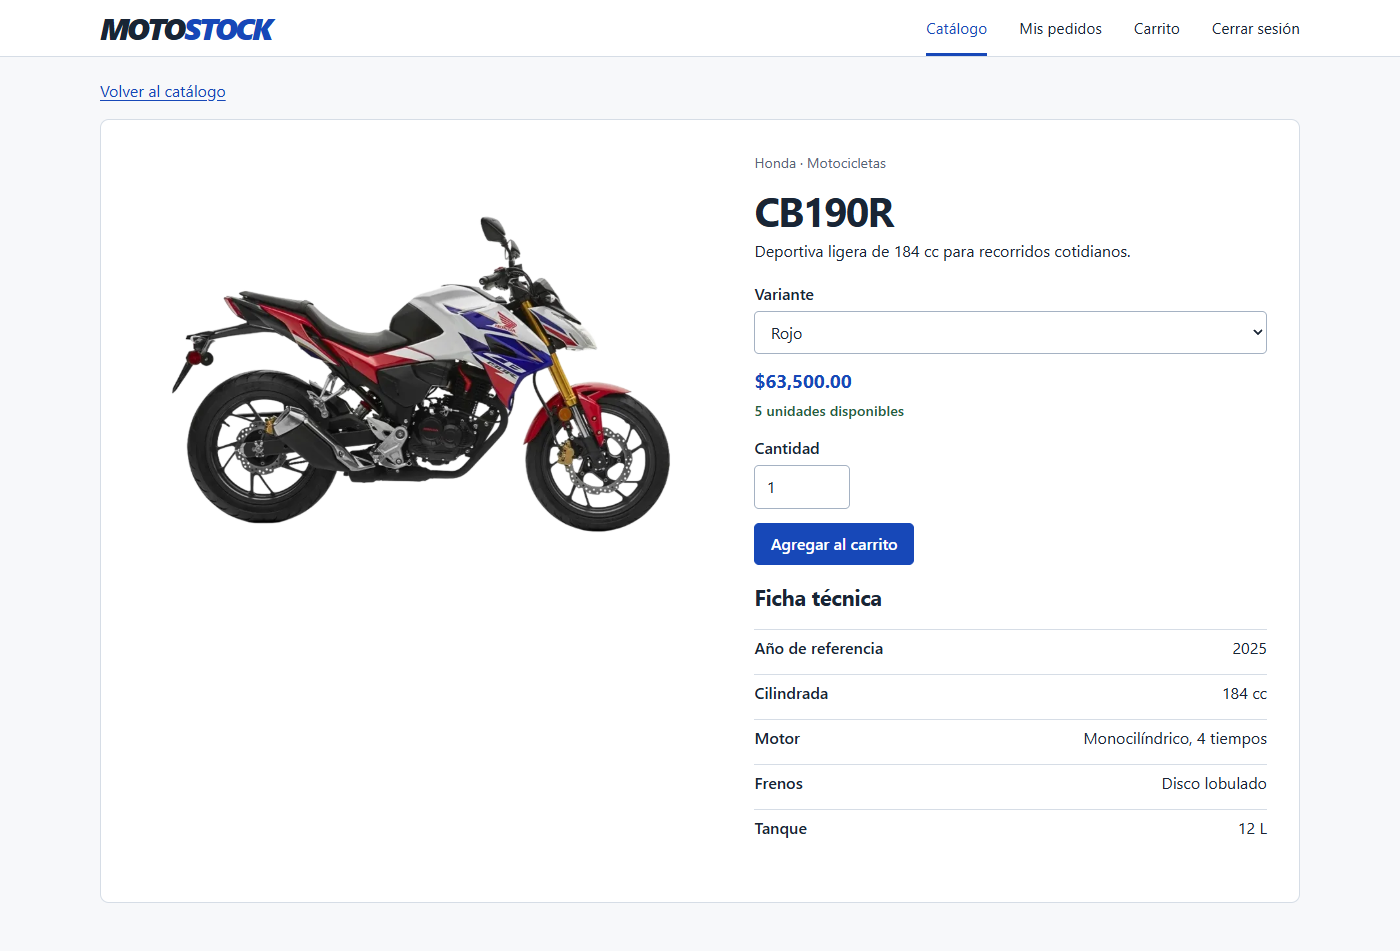 MOTOSTOCK
Catálogo
Mis pedidos
Carrito
Cerrar sesión
Volver al catálogo
Honda · Motocicletas
CB190R
Deportiva ligera de 184 cc para recorridos cotidianos.
Variante
Rojo
$63,500.00
5 unidades disponibles
Cantidad
1
Agregar al carrito
Ficha técnica
Año de referencia 2025
Cilindrada 184 cc
Motor Monocilíndrico, 4 tiempos
Frenos Disco lobulado
Tanque 12 L